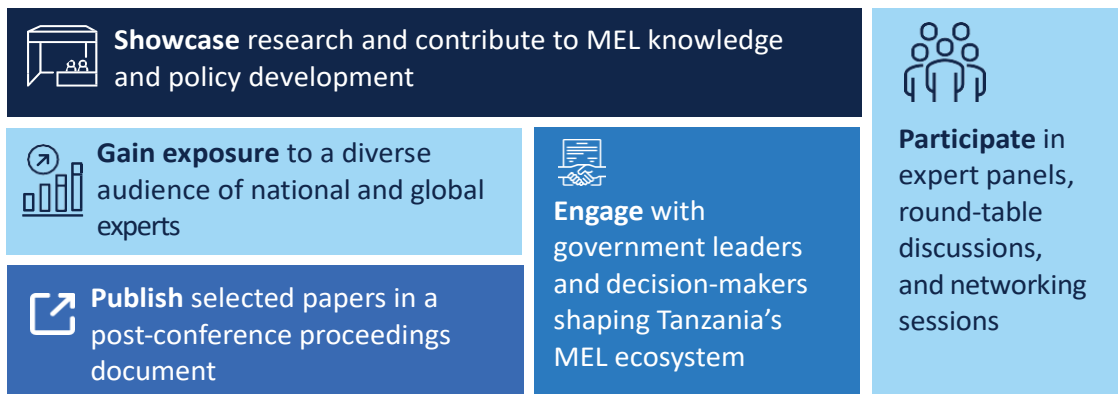 Showcase research and contribute to MEL knowledge
and policy development
Gain exposure to a diverse
audience of national and global
experts
Publish selected papers in a
post-conference proceedings
document
Engage with
government leaders
and decision-makers
shaping Tanzania’s
MEL ecosystem
Participate in
expert panels,
round-table
discussions,
and networking
sessions